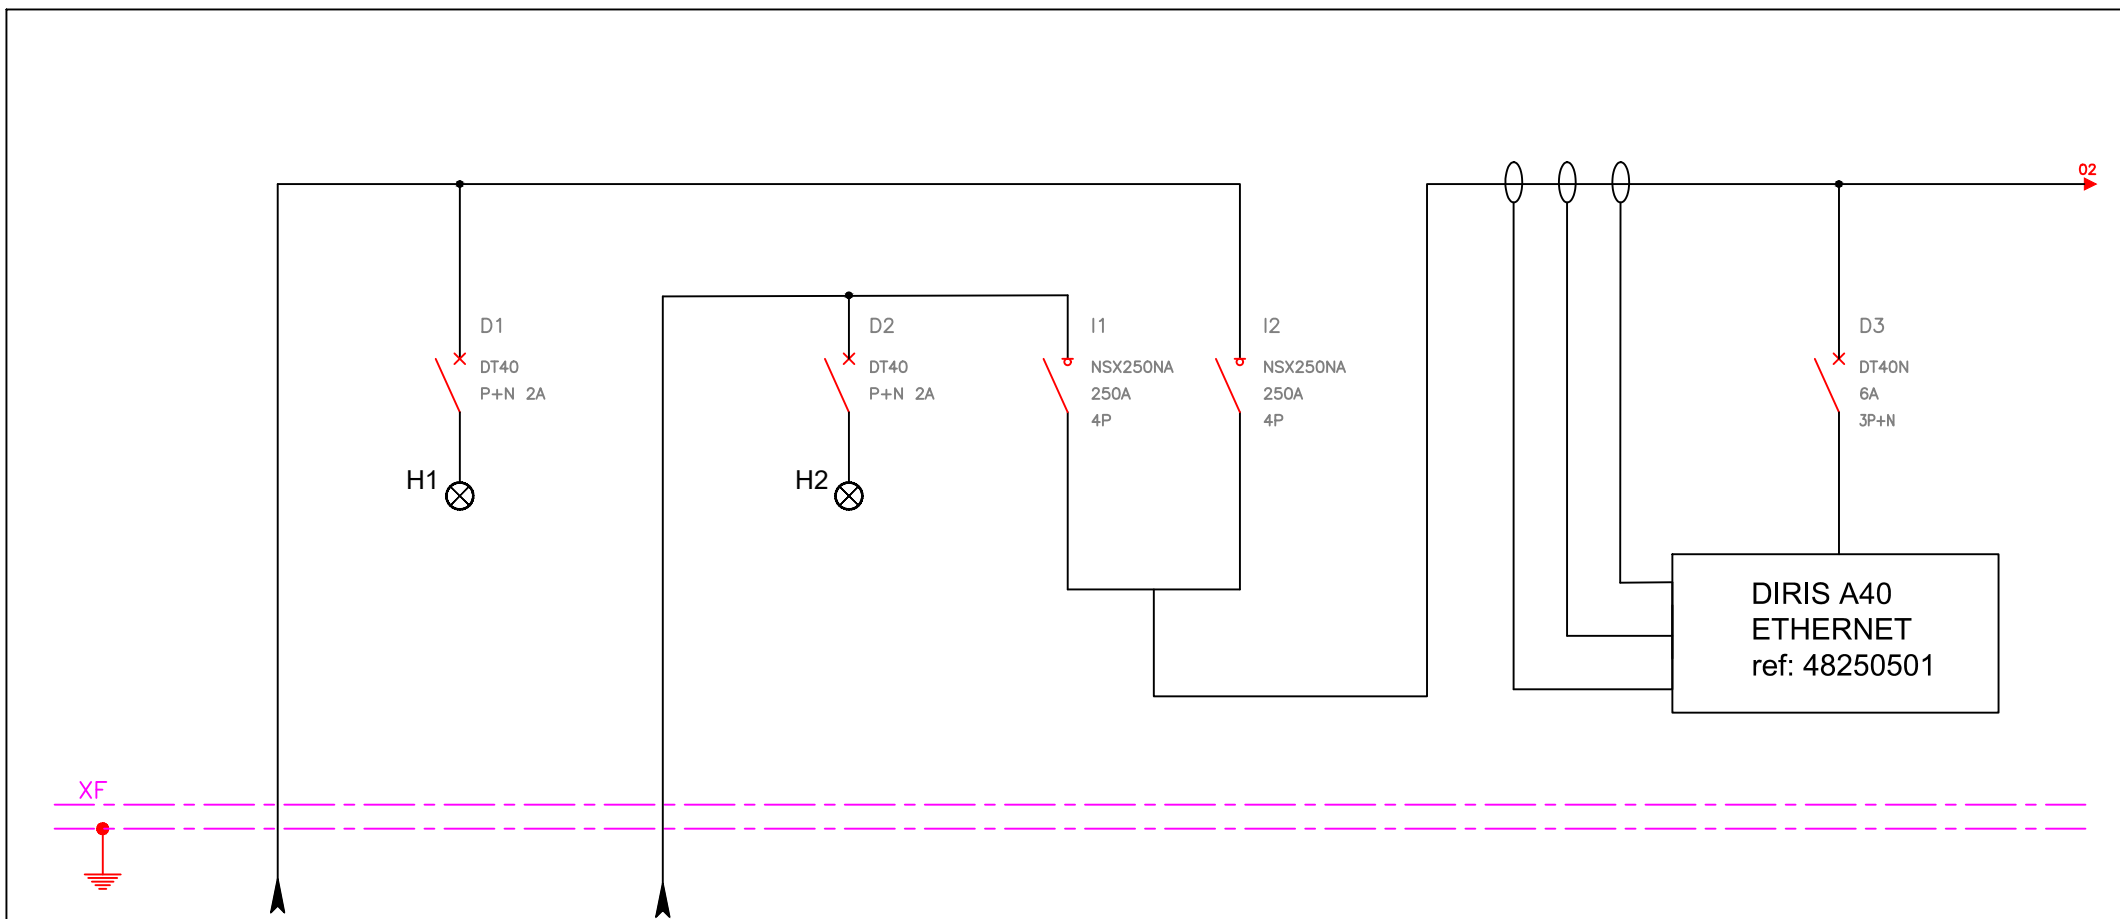 02
D1
DT40
P+N 2A
H1
D2
DT40
P+N 2A
H2
I1
NSX250NA
250A
4P
I2
NSX250NA
250A
4P
D3
DT40N
6A
3P+N
DIRIS A40
ETHERNET
ref: 48250501
XF